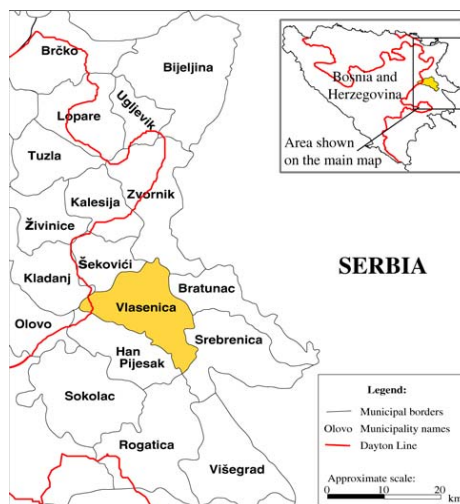 Brčko
Bijeljina
Ugljevik
Lopare
Tuzla
Zvornik
Kalesija
Živinice
Šekovići
Kladanj
Bratunac
Vlasenica
Olovo
Srebrenica
Han
Pijesak
Sokolac
Rogatica
Višegrad
Bosnia and
Herzegovina
Area shown
on the main map
SERBIA
Legend:
Municipal borders
Olovo Municipality names
Dayton Line
Approximate scale:
0 10 20
km